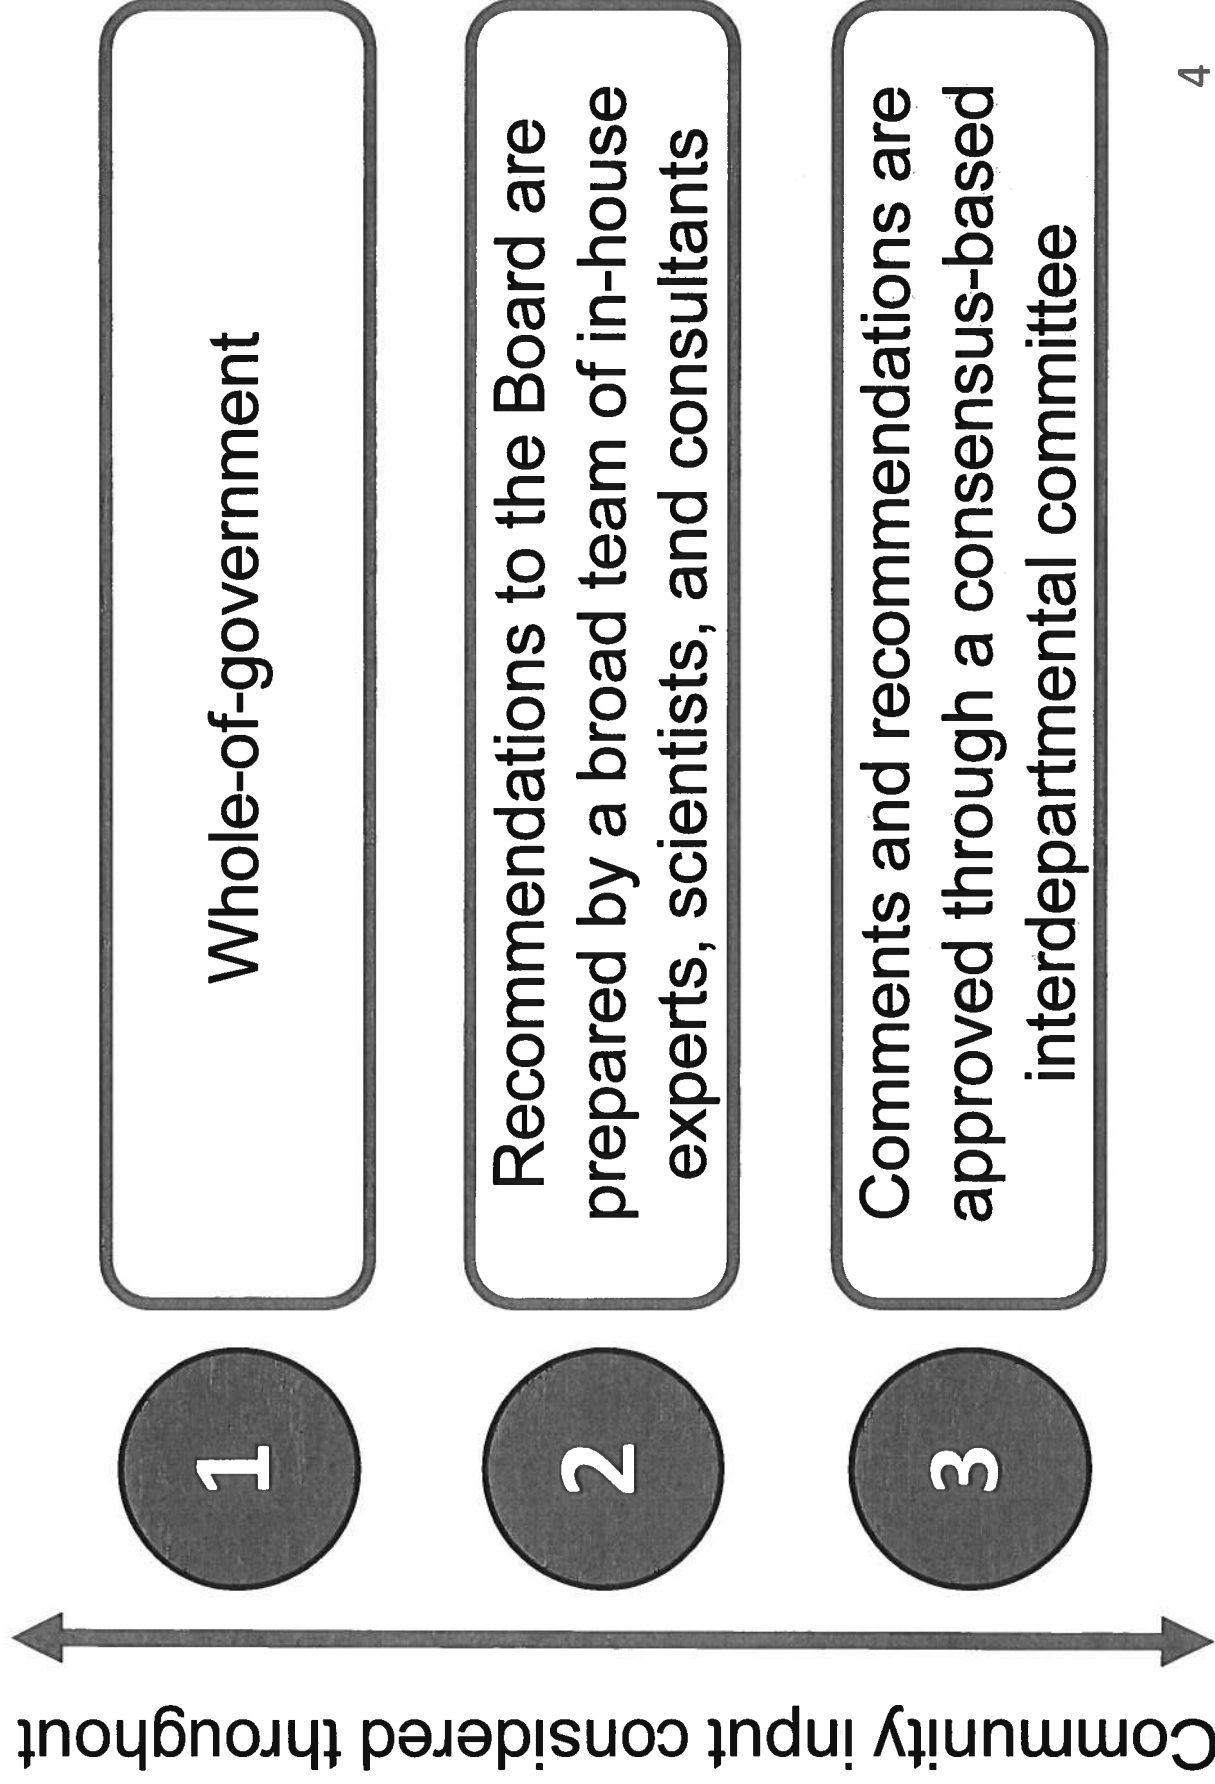 Community input considered throughout
1
Whole-of-government
2
Recommendations to the Board are
prepared by a broad team of in-house
experts, scientists, and consultants
3
Comments and recommendations are
approved through a consensus-based
interdepartmental committee
4